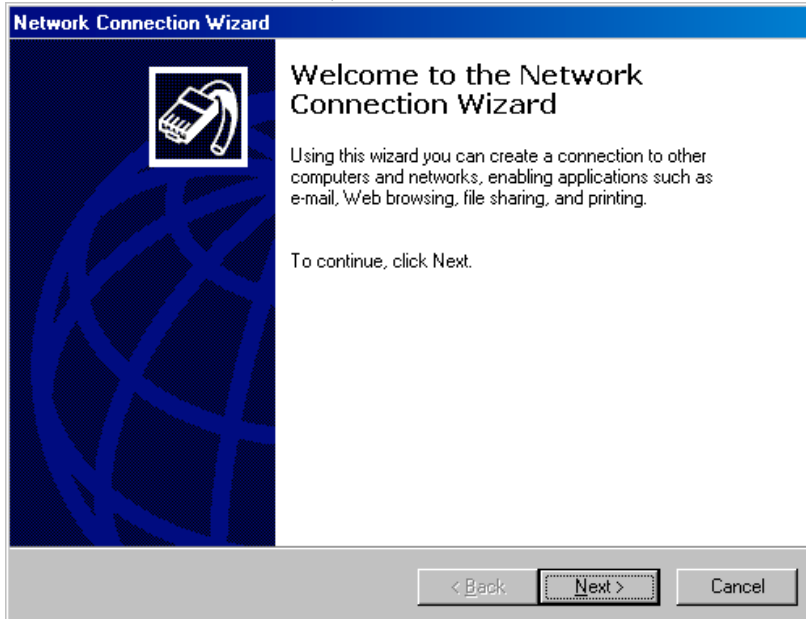 Network Connection Wizard
Welcome to the Network
Connection Wizard
Using this wizard you can create a connection to other
computers and networks, enabling applications such as
e-mail, Web browsing, file sharing, and printing.
To continue, click Next.
< Back Next > Cancel